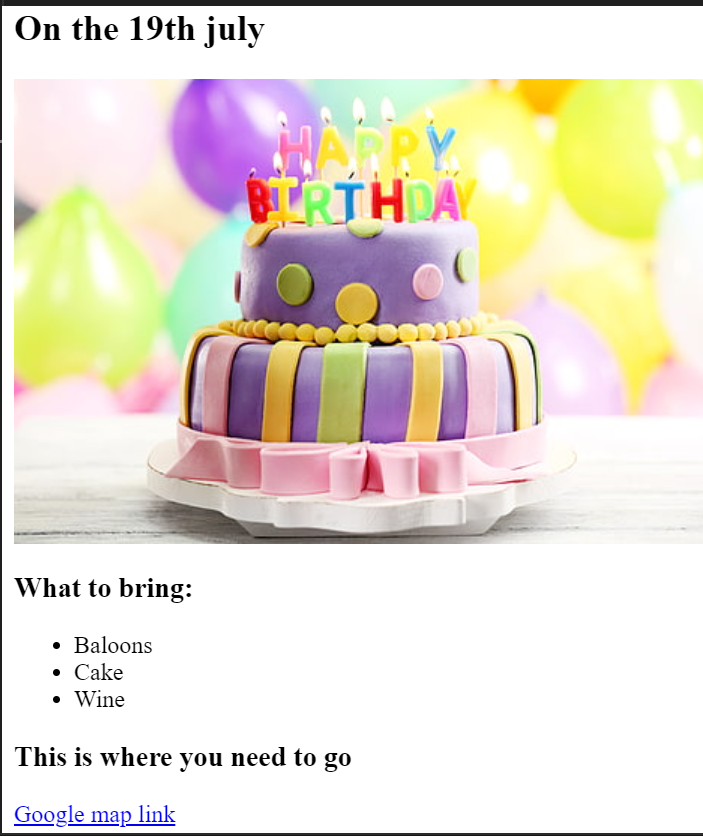 On the 19th july
HAPPY
BIRTHDAY
What to bring:
Baloons
Cake
Wine
This is where you need to go
Google map link